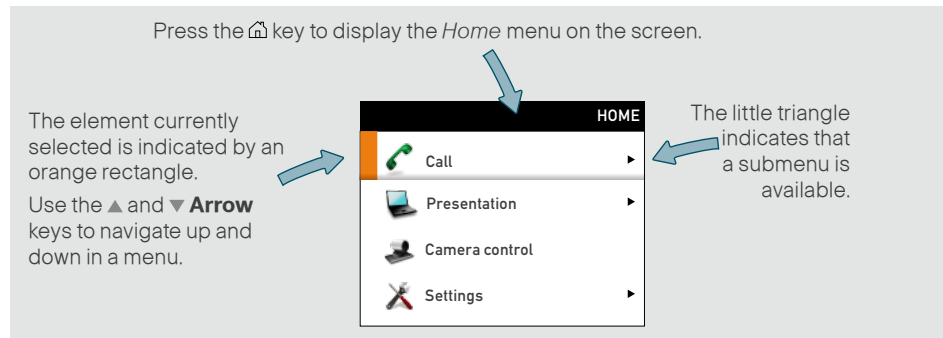 Press the key to display the Home menu on the screen.
The element currently
selected is indicated by an
orange rectangle.
Use the ▲ and ▼ Arrow
keys to navigate up and
down in a menu.
HOME
Call
Presentation
Camera control
Settings
The little triangle
indicates that
a submenu is
available.